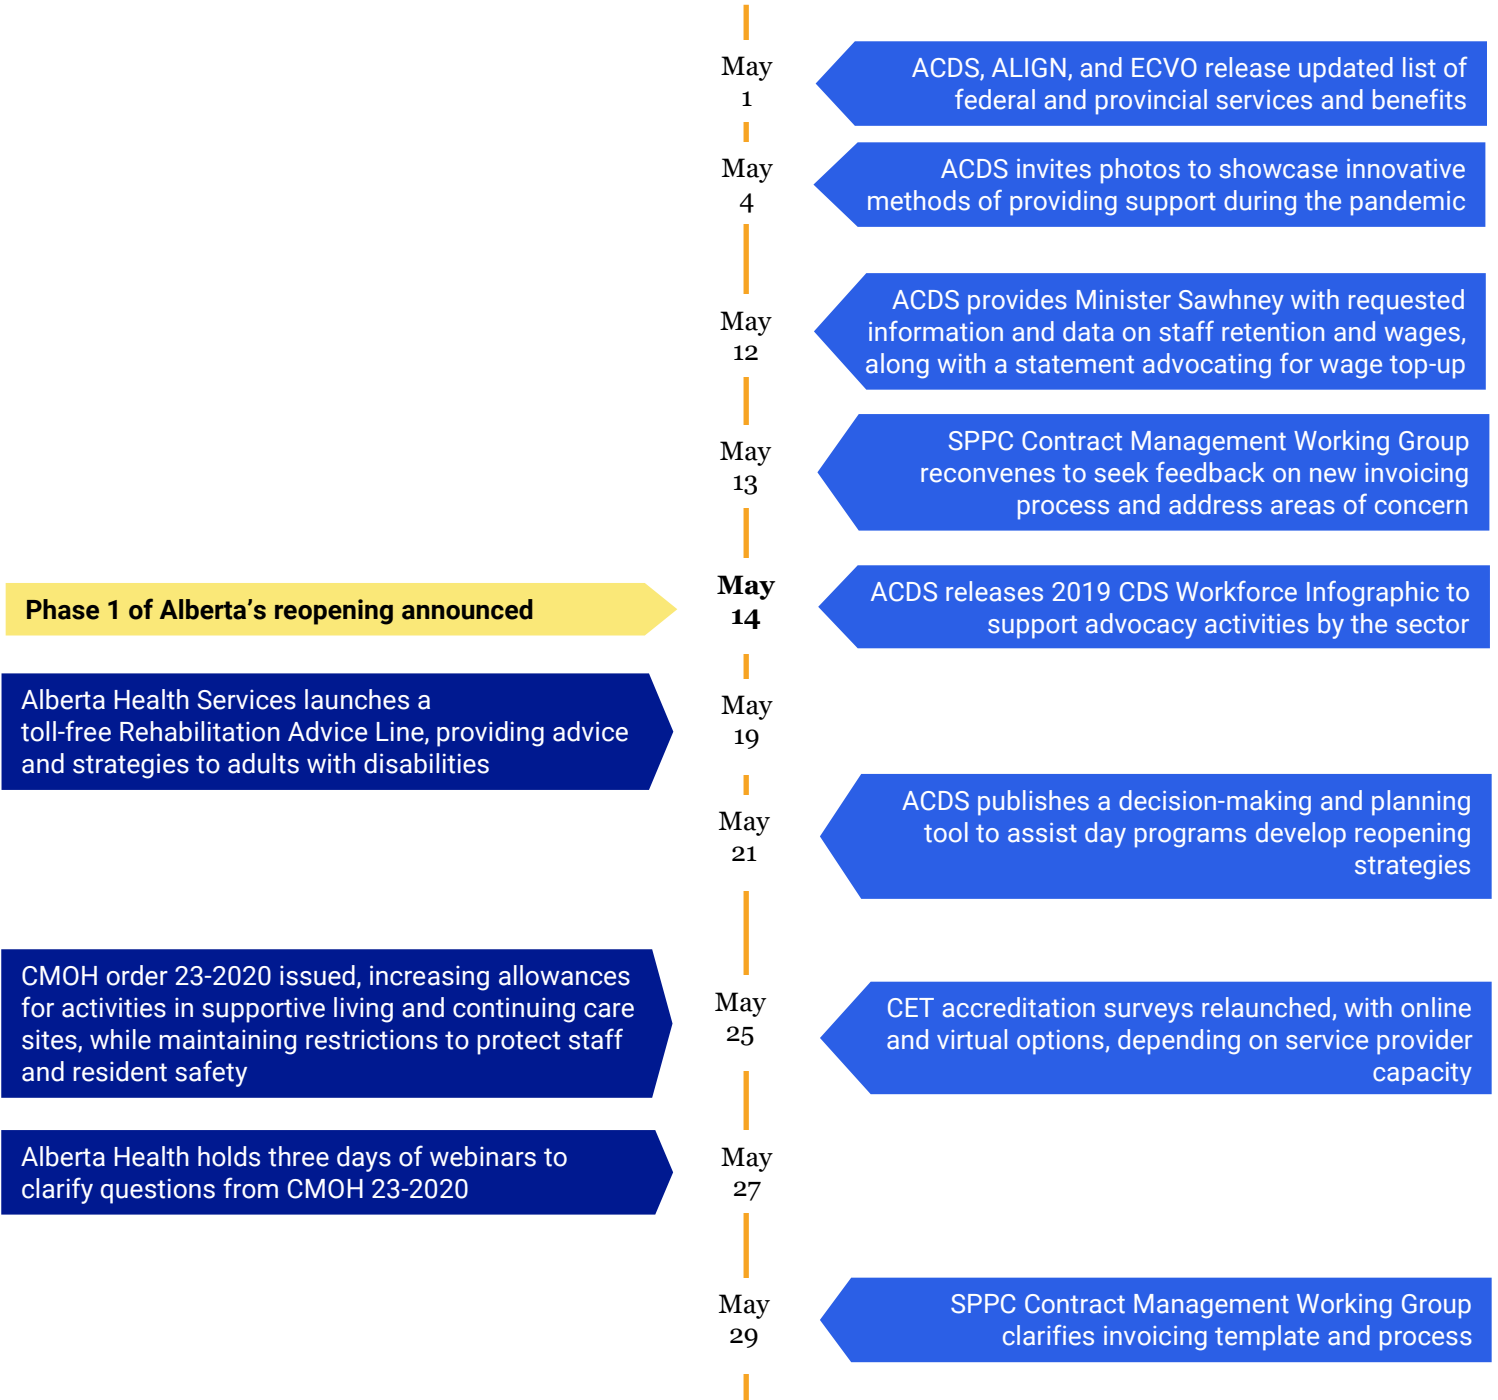 May
1
ACDS, ALIGN, and ECVO release updated list of
federal and provincial services and benefits
May
4
ACDS invites photos to showcase innovative
methods of providing support during the pandemic
May
12
ACDS provides Minister Sawhney with requested
information and data on staff retention and wages,
along with a statement advocating for wage top-up
May
13
SPPC Contract Management Working Group
reconvenes to seek feedback on new invoicing
process and address areas of concern
Phase 1 of Alberta’s reopening announced
May
14
ACDS releases 2019 CDS Workforce Infographic to
support advocacy activities by the sector
Alberta Health Services launches a
toll-free Rehabilitation Advice Line, providing advice
and strategies to adults with disabilities
May
19
May
21
ACDS publishes a decision-making and planning
tool to assist day programs develop reopening
strategies
CMOH order 23-2020 issued, increasing allowances
for activities in supportive living and continuing care
sites, while maintaining restrictions to protect staff
and resident safety
May
25
CET accreditation surveys relaunched, with online
and virtual options, depending on service provider
capacity
Alberta Health holds three days of webinars to
clarify questions from CMOH 23-2020
May
27
May
29
SPPC Contract Management Working Group
clarifies invoicing template and process